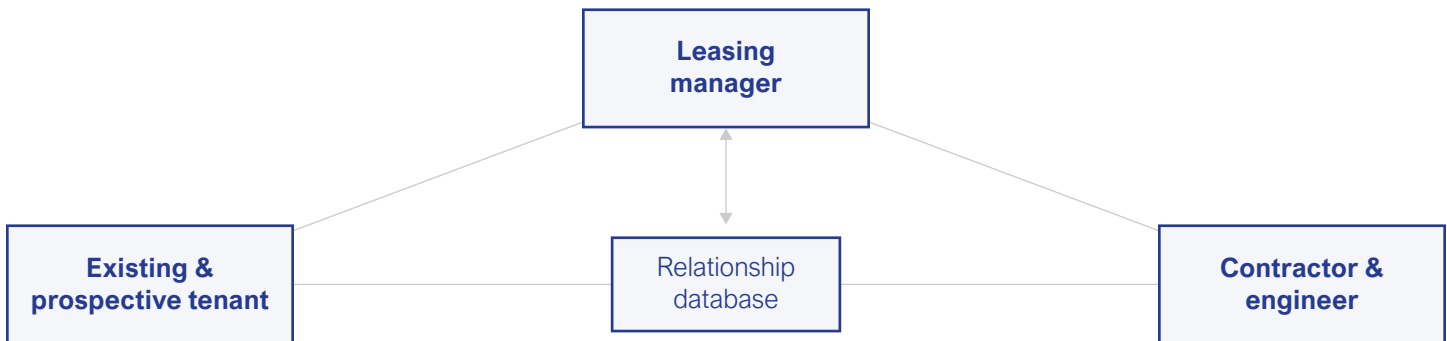 Leasing
manager
Existing &
prospective tenant
Relationship
database
Contractor &
engineer